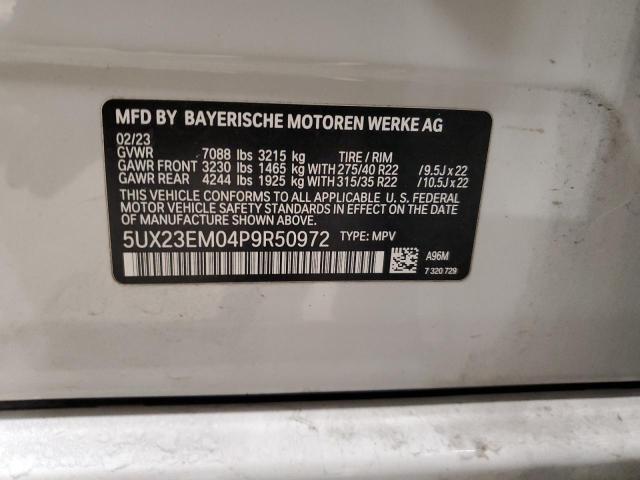 MFD BY BAYERISCHE MOTOREN WERKE AG
02/23
GVWR 7088 lbs 3215 kg TIRE / RIM
GAWR FRONT 3230 lbs 1465 kg WITH 275/40 R22 / 9.5J x 22
GAWR REAR 4244 lbs 1925 kg WITH 315/35 R22 / 10.5J x 22
THIS VEHICLE CONFORMS TO ALL APPLICABLE U. S. FEDERAL
MOTOR VEHICLE SAFETY STANDARDS IN EFFECT ON THE DATE OF
MANUFACTURE SHOWN ABOVE.
5UX23EM04P9R50972 TYPE: MPV
A96M
7 320 729